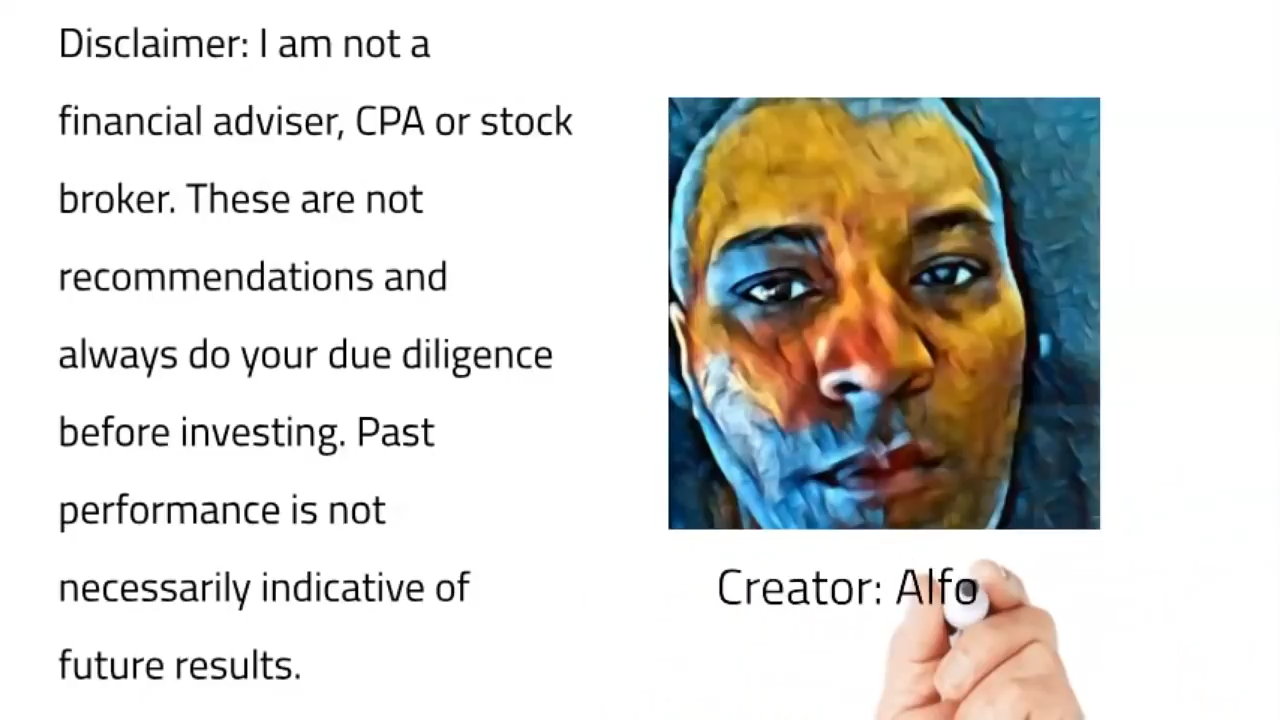 Disclaimer: I am not a
financial adviser, CPA or stock
broker. These are not
recommendations and
always do your due diligence
before investing. Past
performance is not
necessarily indicative of
future results.
Creator: Alfo